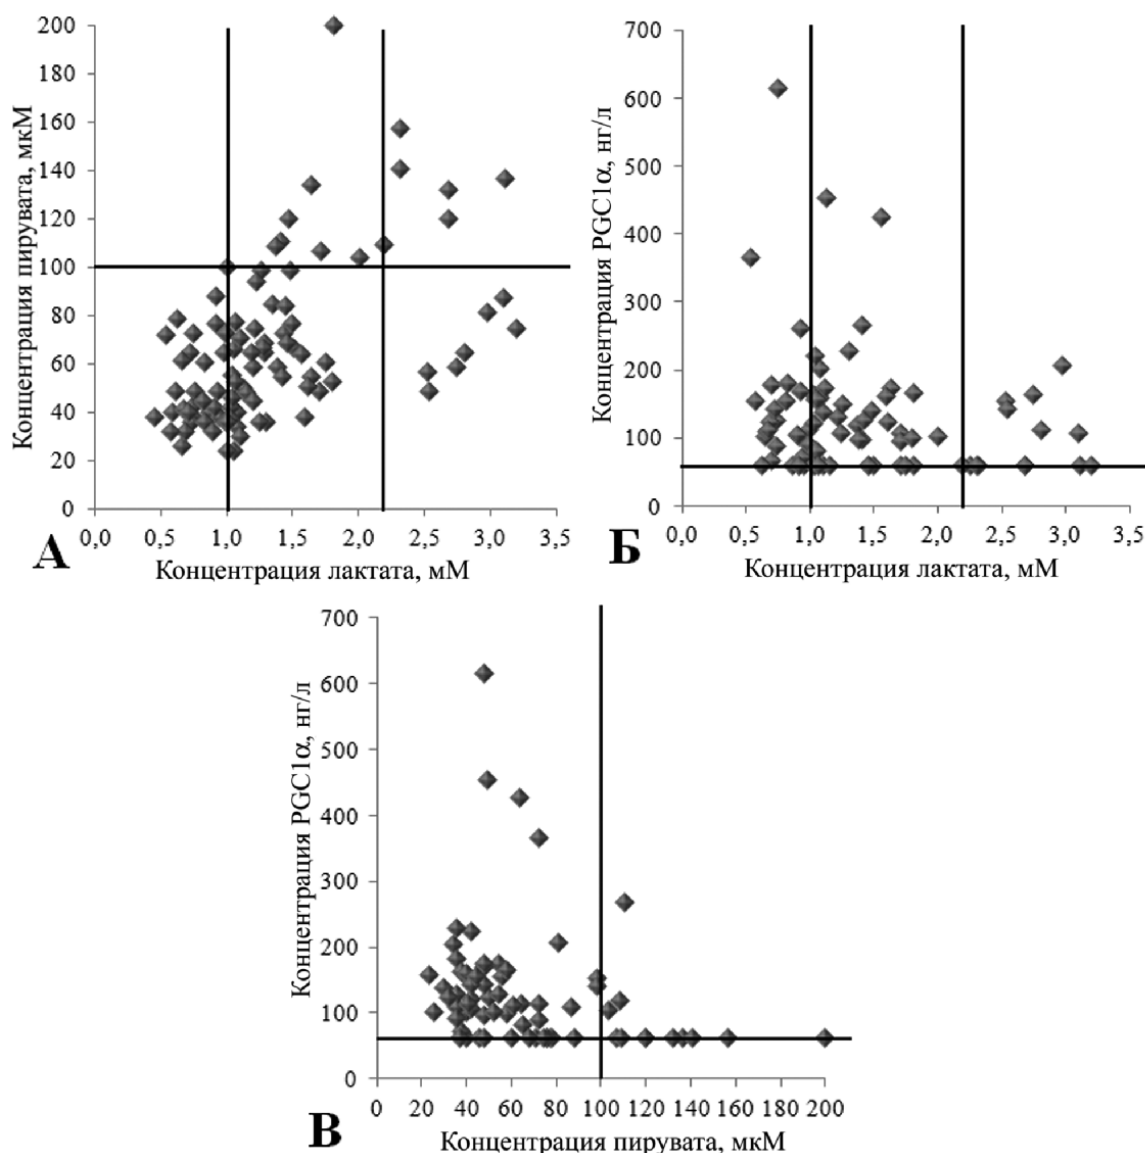 Концентрация пирувата, мкМ
200
180
160
140
120
100
80
60
40
20
0
0,0 0,5 1,0 1,5 2,0 2,5 3,0 3,5
Концентрация лактата, мМ
А
Концентрация PGC1α, нг/л
700
600
500
400
300
200
100
0
0,0 0,5 1,0 1,5 2,0 2,5 3,0 3,5
Концентрация лактата, мМ
Б
Концентрация PGC1α, нг/л
700
600
500
400
300
200
100
0
0 20 40 60 80 100 120 140 160 180 200
Концентрация пирувата, мкМ
В